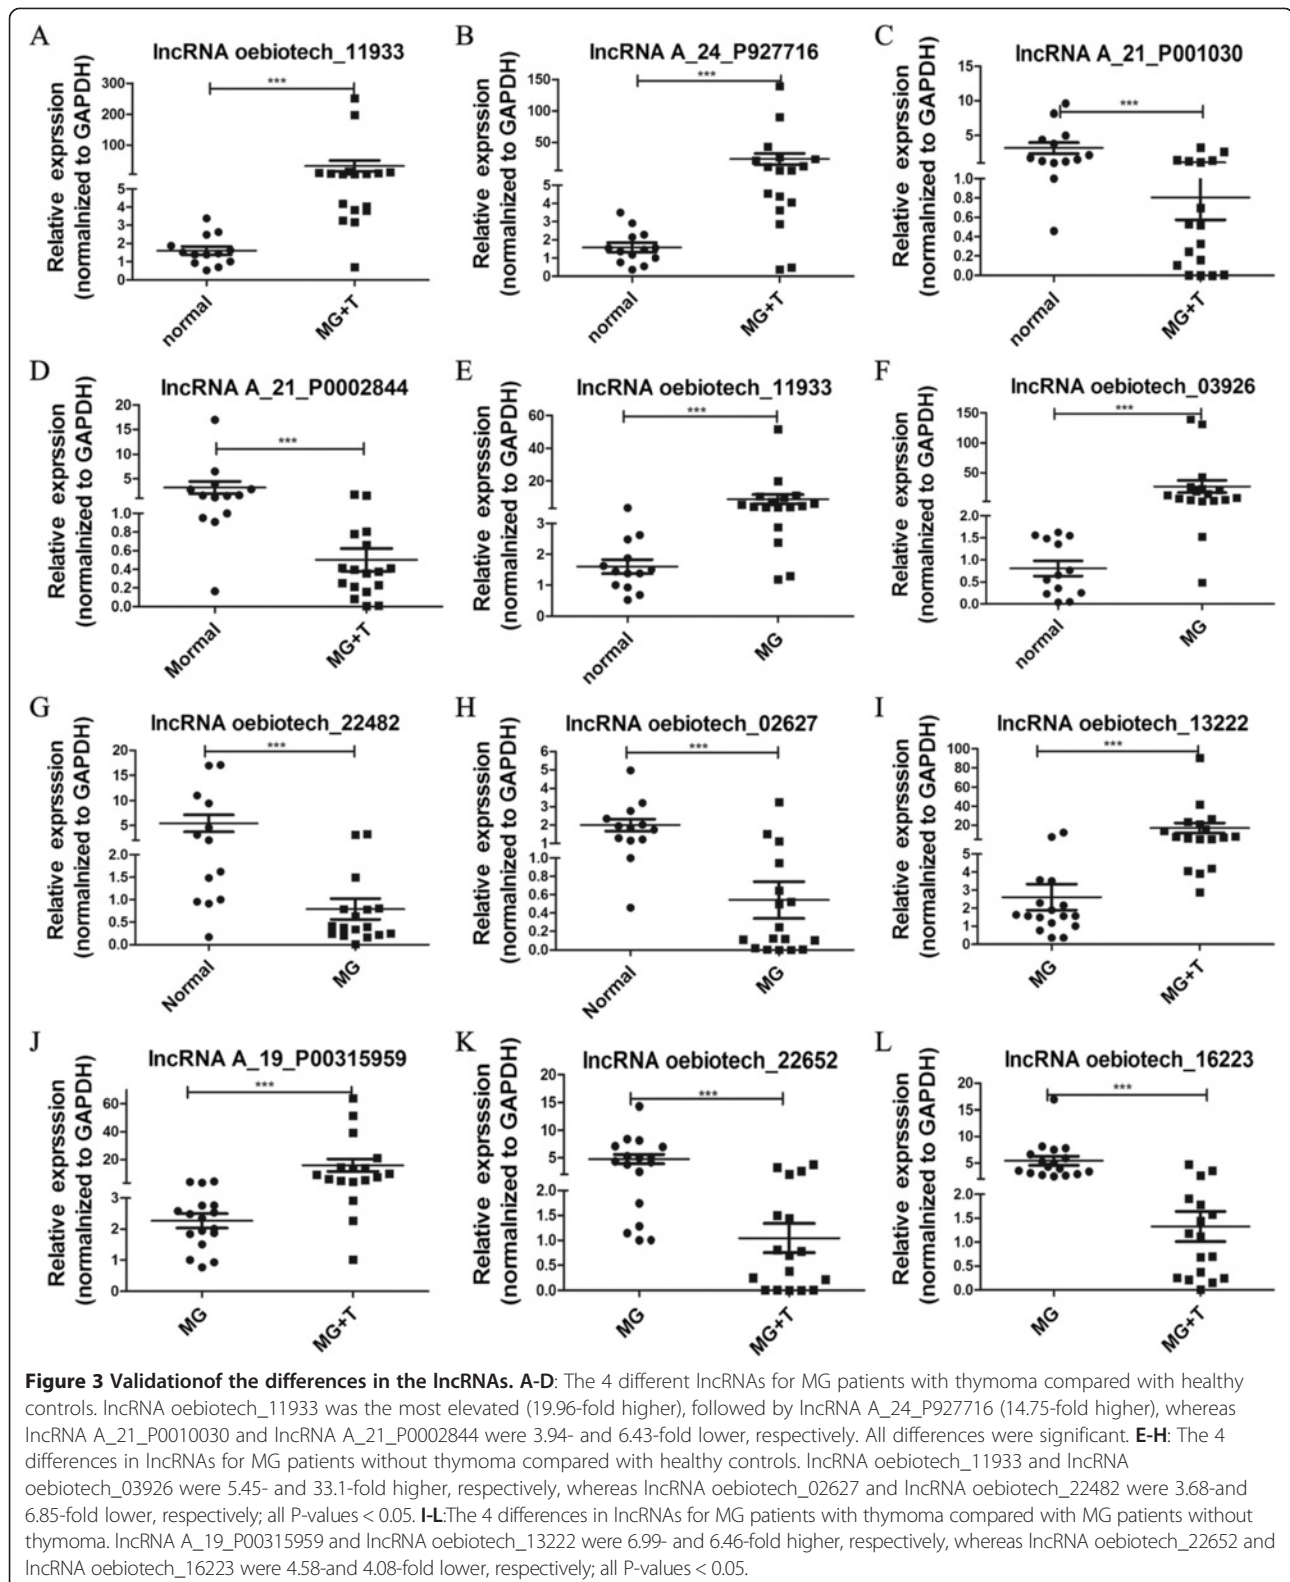 A
lncRNA oebiotech_11933
Relative exprssion
(normalnized to GAPDH)
***
300
200
100
5
4
3
2
1
0
normal
MG+T
B
lncRNA A_24_P927716
Relative exprssion
(normalnized to GAPDH)
***
150
100
50
5
4
3
2
1
0
normal
MG+T
C
lncRNA A_21_P001030
Relative exprssion
(normalnized to GAPDH)
***
15
10
5
1.0
0.8
0.6
0.4
0.2
0.0
normal
MG+T
D
lncRNA A_21_P0002844
Relative exprsssion
(normalnized to GAPDH)
***
20
15
10
5
1.0
0.8
0.6
0.4
0.2
0.0
Mormal
MG+T
E
lncRNA oebiotech_11933
Relative exprsssion
(normalnized to GAPDH)
***
60
40
20
3
2
1
0
normal
MG
F
lncRNA oebiotech_03926
Relative exprsssion
(normalnized to GAPDH)
***
150
100
50
2.0
1.5
1.0
0.5
0.0
normal
MG
G
lncRNA oebiotech_22482
Relative exprsssion
(normalnized to GAPDH)
***
20
15
10
5
2.0
1.5
1.0
0.5
0.0
Normal
MG
H
lncRNA oebiotech_02627
Relative exprsssion
(normalnized to GAPDH)
***
6
5
4
3
2
1
1.0
0.8
0.6
0.4
0.2
0.0
Normal
MG
I
lncRNA oebiotech_13222
Relative exprsssion
(normalnized to GAPDH)
***
100
80
60
40
20
5
4
3
2
1
0
MG
MG+T
J
lncRNA A_19_P00315959
Relative exprsssion
(normalnized to GAPDH)
***
60
40
20
3
2
1
0
MG
MG+T
K
lncRNA oebiotech_22652
Relative exprsssion
(normalnized to GAPDH)
***
20
15
10
5
2.0
1.5
1.0
0.5
0.0
MG
MG+T
L
lncRNA oebiotech_16223
Relative exprsssion
(normalnized to GAPDH)
***
20
15
10
5
2.0
1.5
1.0
0.5
0.0
MG
MG+T
Figure 3 Validationof the differences in the lncRNAs. A-D: The 4 different lncRNAs for MG patients with thymoma compared with healthy
controls. lncRNA oebiotech_11933 was the most elevated (19.96-fold higher), followed by lncRNA A_24_P927716 (14.75-fold higher), whereas
lncRNA A_21_P0010030 and lncRNA A_21_P0002844 were 3.94- and 6.43-fold lower, respectively. All differences were significant. E-H: The 4
differences in lncRNAs for MG patients without thymoma compared with healthy controls. lncRNA oebiotech_11933 and lncRNA
oebiotech_03926 were 5.45- and 33.1-fold higher, respectively, whereas lncRNA oebiotech_02627 and lncRNA oebiotech_22482 were 3.68-and
6.85-fold lower, respectively; all P-values < 0.05. I-L:The 4 differences in lncRNAs for MG patients with thymoma compared with MG patients without
thymoma. lncRNA A_19_P00315959 and lncRNA oebiotech_13222 were 6.99- and 6.46-fold higher, respectively, whereas lncRNA oebiotech_22652 and
lncRNA oebiotech_16223 were 4.58-and 4.08-fold lower, respectively; all P-values < 0.05.